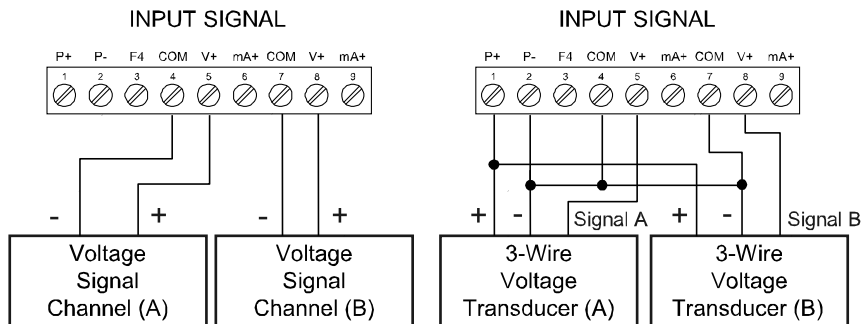 INPUT SIGNAL
P+ P- F4 COM V+ mA+ COM V+ mA+
1 2 3 4 5 6 7 8 9
- + - +
Voltage
Signal
Channel (A)
Voltage
Signal
Channel (B)
INPUT SIGNAL
P+ P- F4 COM V+ mA+ COM V+ mA+
1 2 3 4 5 6 7 8 9
+ - Signal A + - Signal B
3-Wire
Voltage
Transducer (A)
3-Wire
Voltage
Transducer (B)